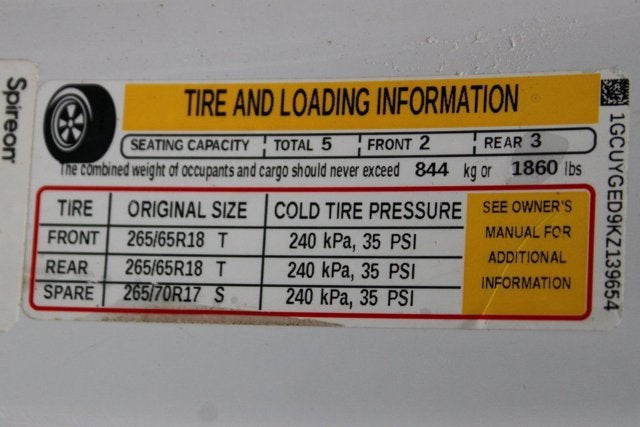 Spireon
TIRE AND LOADING INFORMATION
SEATING CAPACITY TOTAL 5 FRONT 2 REAR 3
The combined weight of occupants and cargo should never exceed 844 kg or 1860 lbs
TIRE ORIGINAL SIZE COLD TIRE PRESSURE
FRONT 265/65R18 T 240 kPa, 35 PSI
REAR 265/65R18 T 240 kPa, 35 PSI
SPARE 265/70R17 S 240 kPa, 35 PSI
SEE OWNER'S
MANUAL FOR
ADDITIONAL
INFORMATION
1GCUYGED9KZ139654